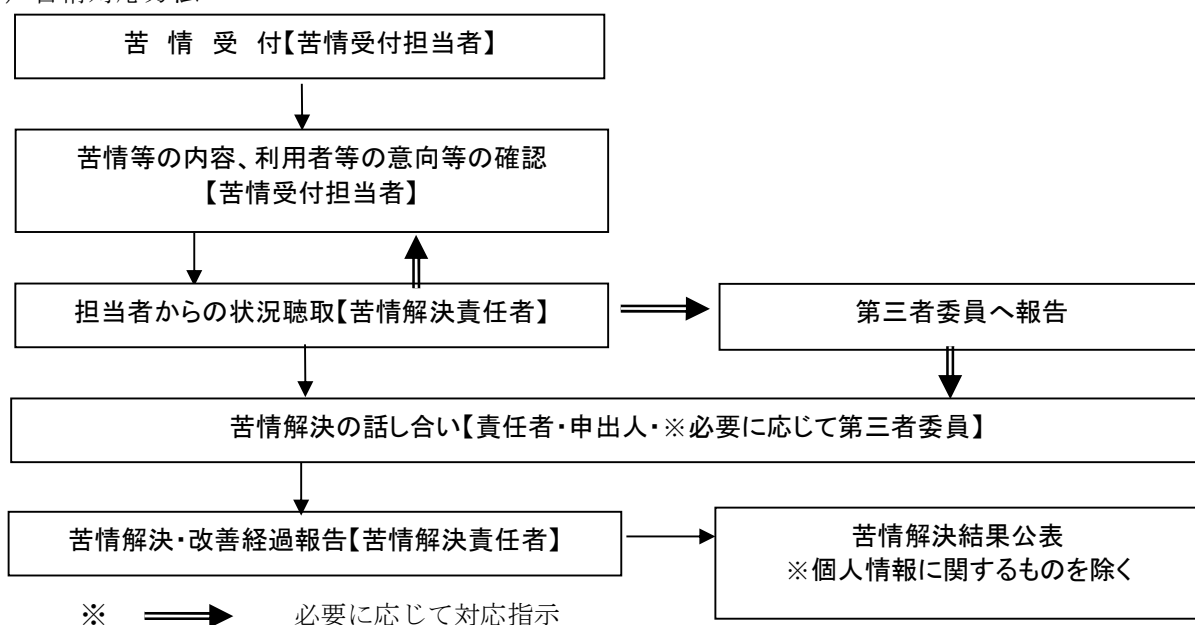 苦 情 受 付【苦情受付担当者】
苦情等の内容、利用者等の意向等の確認
【苦情受付担当者】
担当者からの状況聴取【苦情解決責任者】
第三者委員へ報告
苦情解決の話し合い【責任者・申出人・※必要に応じて第三者委員】
苦情解決・改善経過報告【苦情解決責任者】
苦情解決結果公表
※個人情報に関するものを除く
※ 必要に応じて対応指示